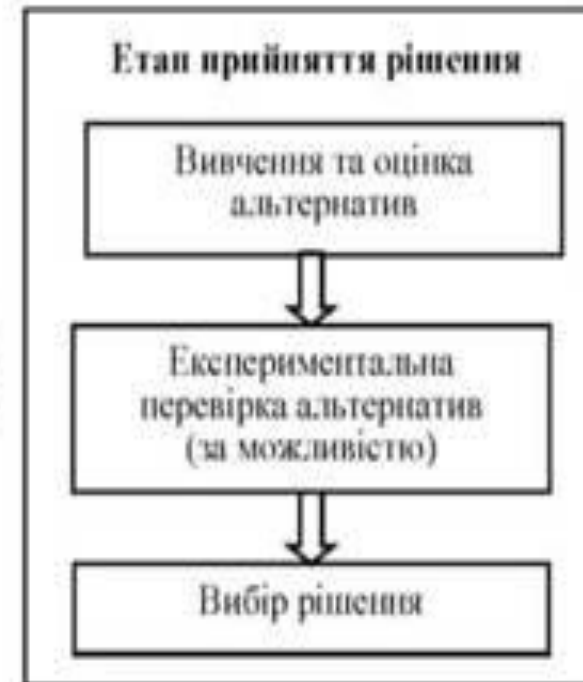 Етап прийняття рішення
Вивчення та оцінка
альтернатив
Експериментальна
перевірка альтернатив
(за можливістю)
Вибір рішення